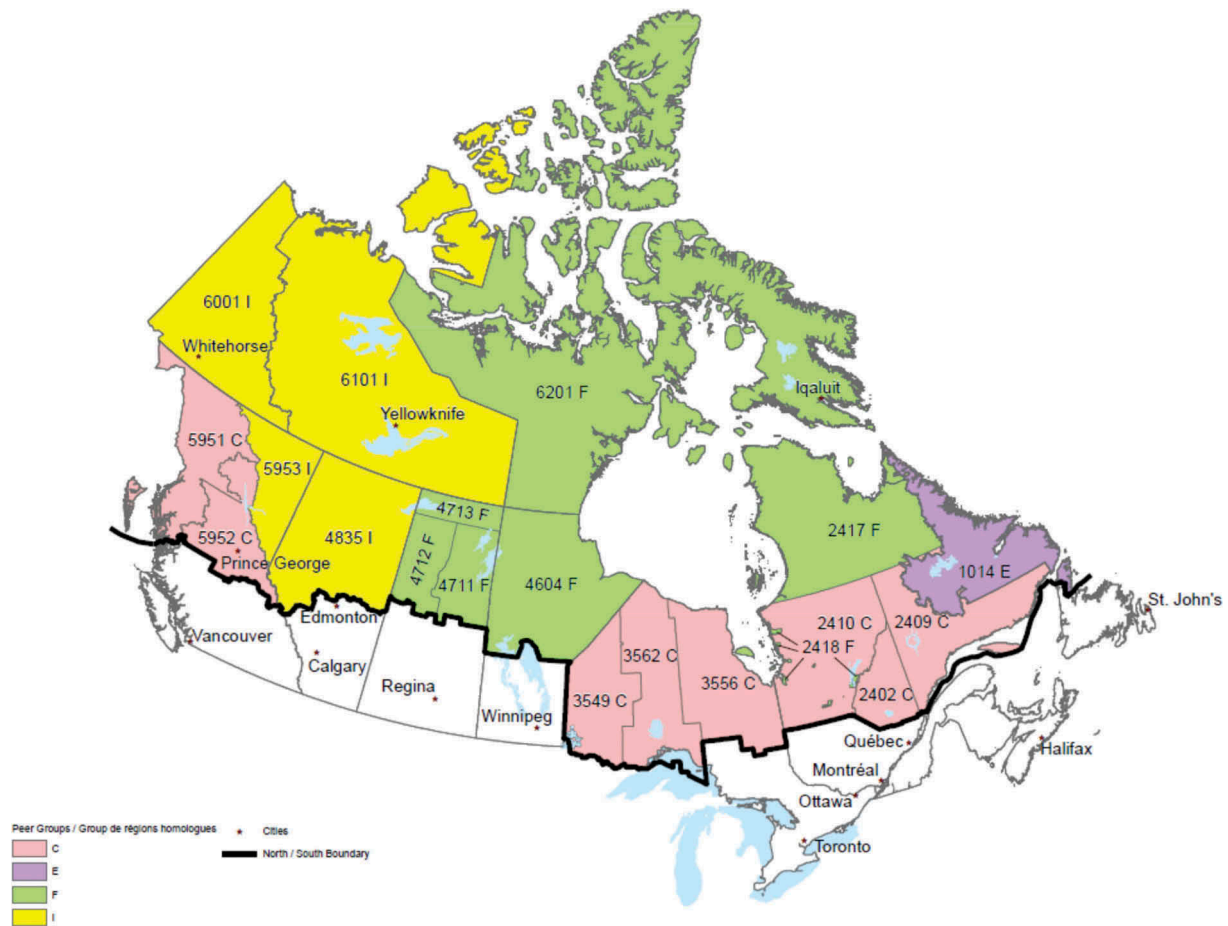 6001 I
Whitehorse
6101 I
Yellowknife
6201 F
Iqaluit
5951 C
5953 I
5952 C
Prince George
4835 I
4713 F
4712 F
4711 F
4604 F
2417 F
1014 E
2410 C
2409 C
2418 F
2402 C
3562 C
3556 C
3549 C
Edmonton
Vancouver
Calgary
Regina
Winnipeg
St. John's
Québec
Halifax
Montréal
Ottawa
Toronto
Peer Groups / Group de régions homologues
C
E
F
I
Cities
North / South Boundary